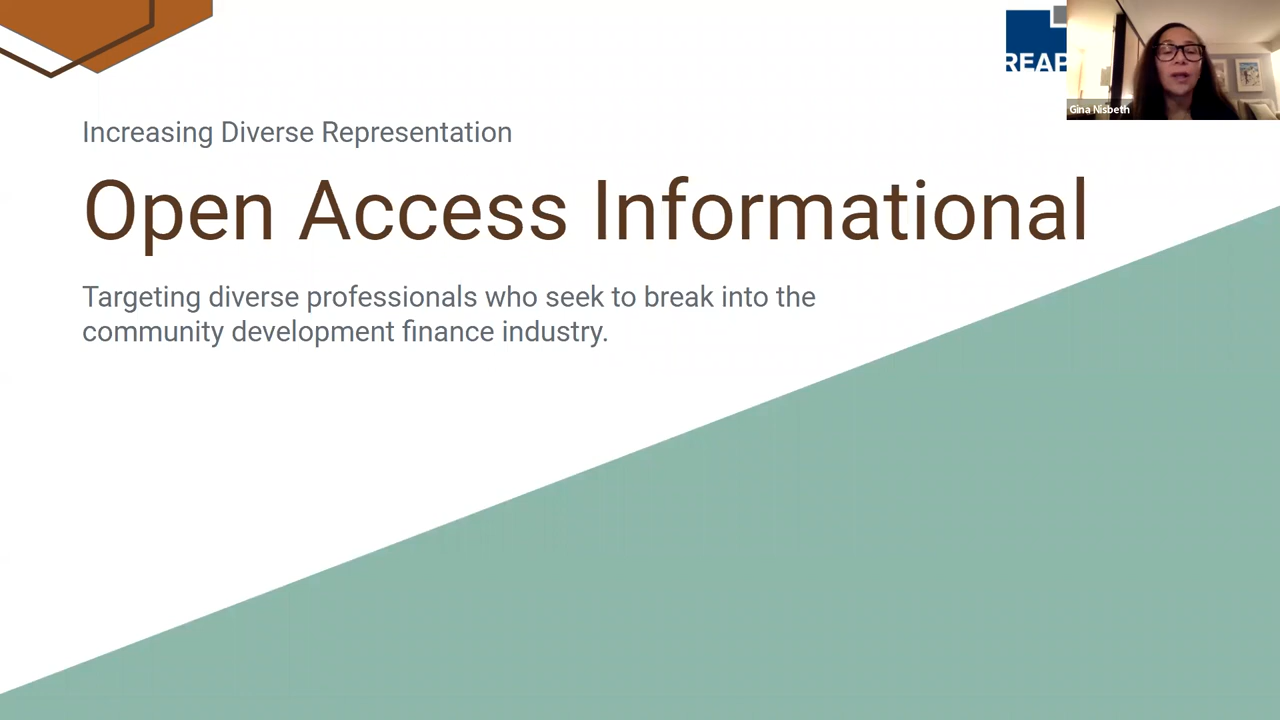 REAP
Gina Nisbeth
Increasing Diverse Representation
Open Access Informational
Targeting diverse professionals who seek to break into the
community development finance industry.